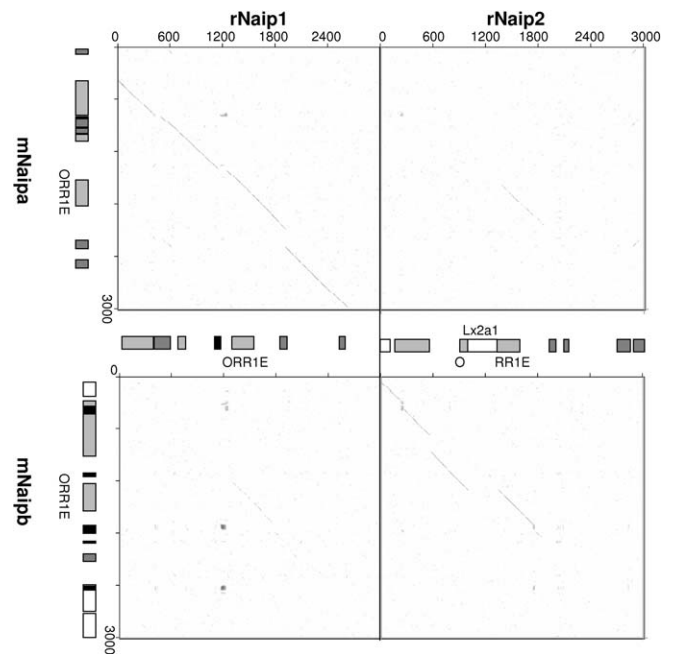 rNaip1 rNaip2
0 600 1200 1800 2400 0 600 1200 1800 2400 3000
mNaipa
ORR1E
3000
Lx2a1
ORR1E O RR1E
0
mNaipb
ORR1E
3000